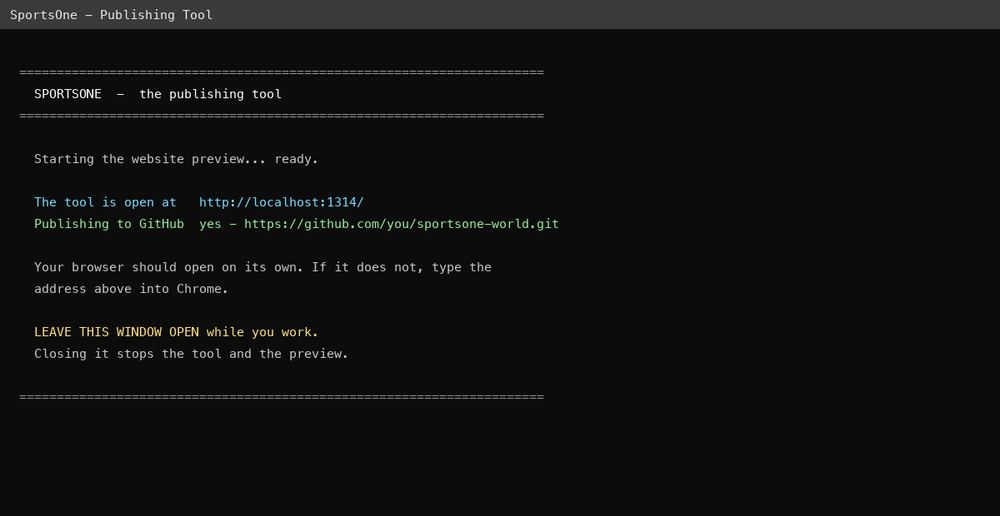 SportsOne — Publishing Tool
======================================================================
SPORTSONE  —  the publishing tool
======================================================================
Starting the website preview... ready.
The tool is open at   http://localhost:1314/
Publishing to GitHub  yes — https://github.com/you/sportsone-world.git
Your browser should open on its own. If it does not, type the
address above into Chrome.
LEAVE THIS WINDOW OPEN while you work.
Closing it stops the tool and the preview.
======================================================================